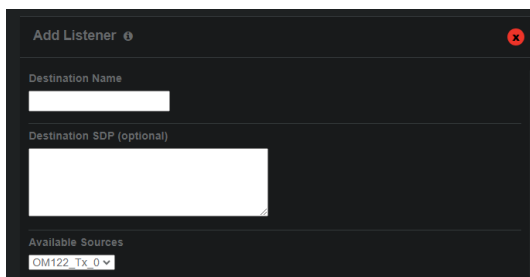 Add Listener
x
Destination Name
Destination SDP (optional)
Available Sources
OM122_Tx_0